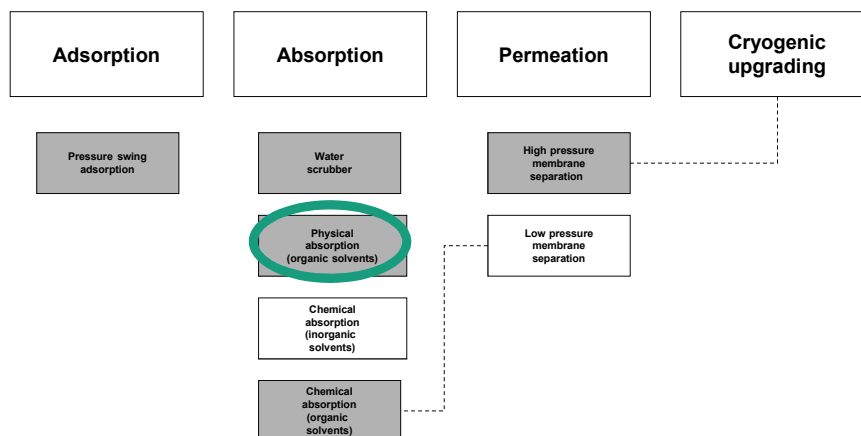 Adsorption
Absorption
Permeation
Cryogenic
upgrading
Pressure swing
adsorption
Water
scrubber
High pressure
membrane
separation
Physical
absorption
(organic solvents)
Low pressure
membrane
separation
Chemical
absorption
(inorganic
solvents)
Chemical
absorption
(organic
solvents)